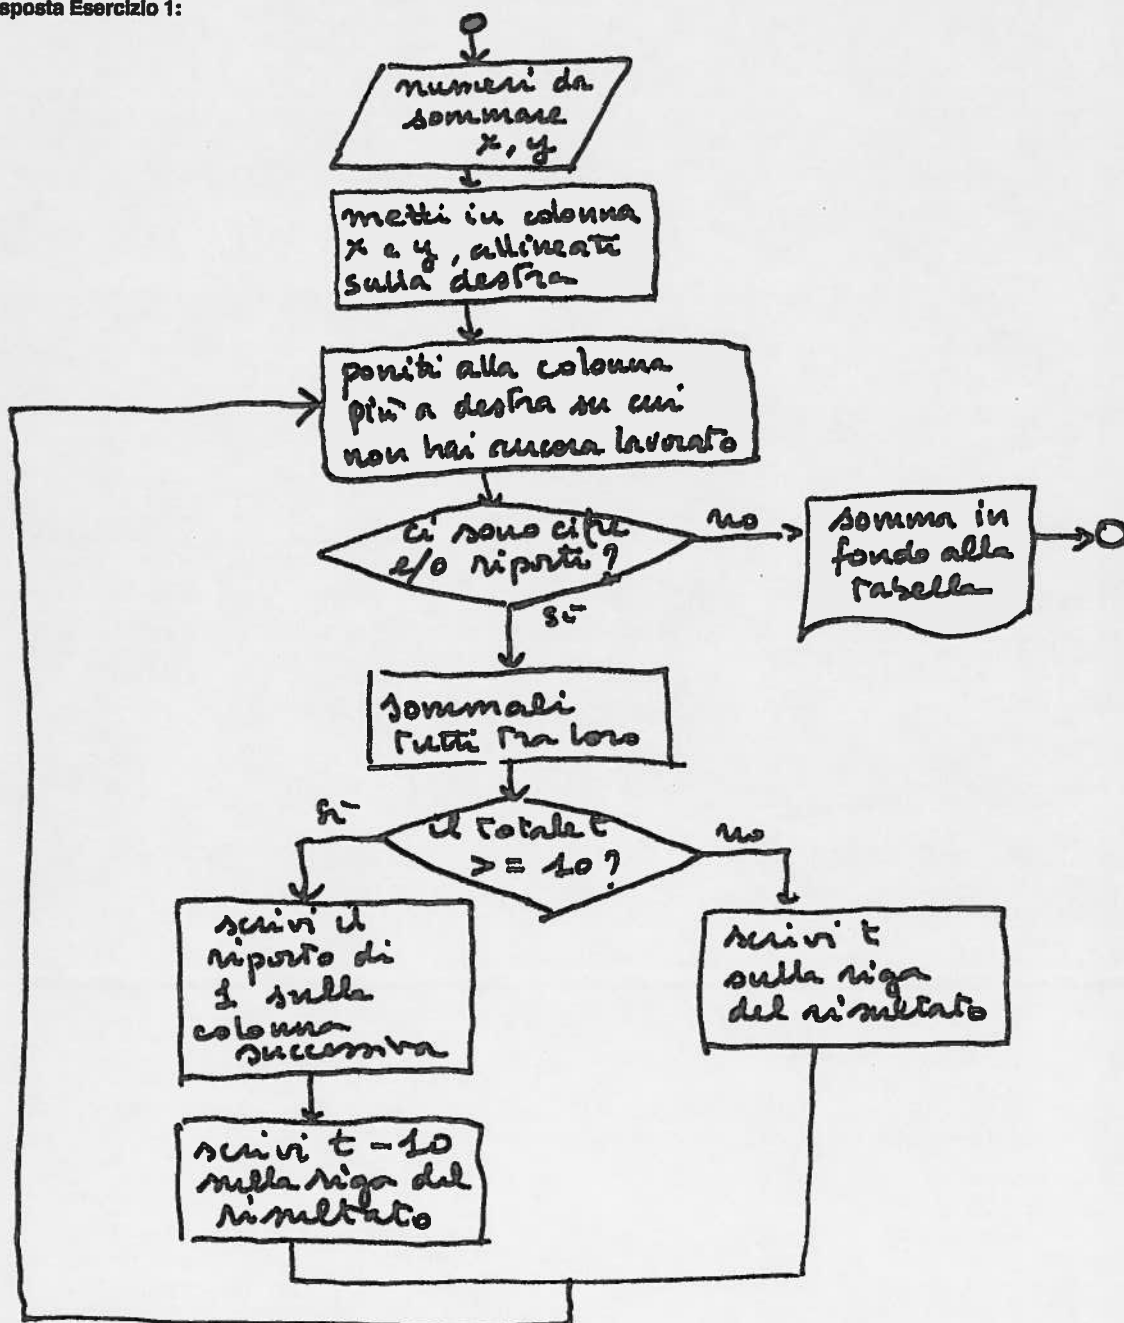 sposta Esercizio 1:
numeri da
sommare
x, y
metti in colonna
x e y, allineati
sulla destra
poniti alla colonna
più a destra su cui
non hai ancora lavorato
ci sono cifre
e/o riporti?
no
somma in
fondo alla
tabella
sì
sommali
tutti tra loro
il totale t
>= 10?
sì
no
scrivi il
riporto di
1 sulla
colonna
successiva
scrivi t
sulla riga
del risultato
scrivi t - 10
sulla riga del
risultato